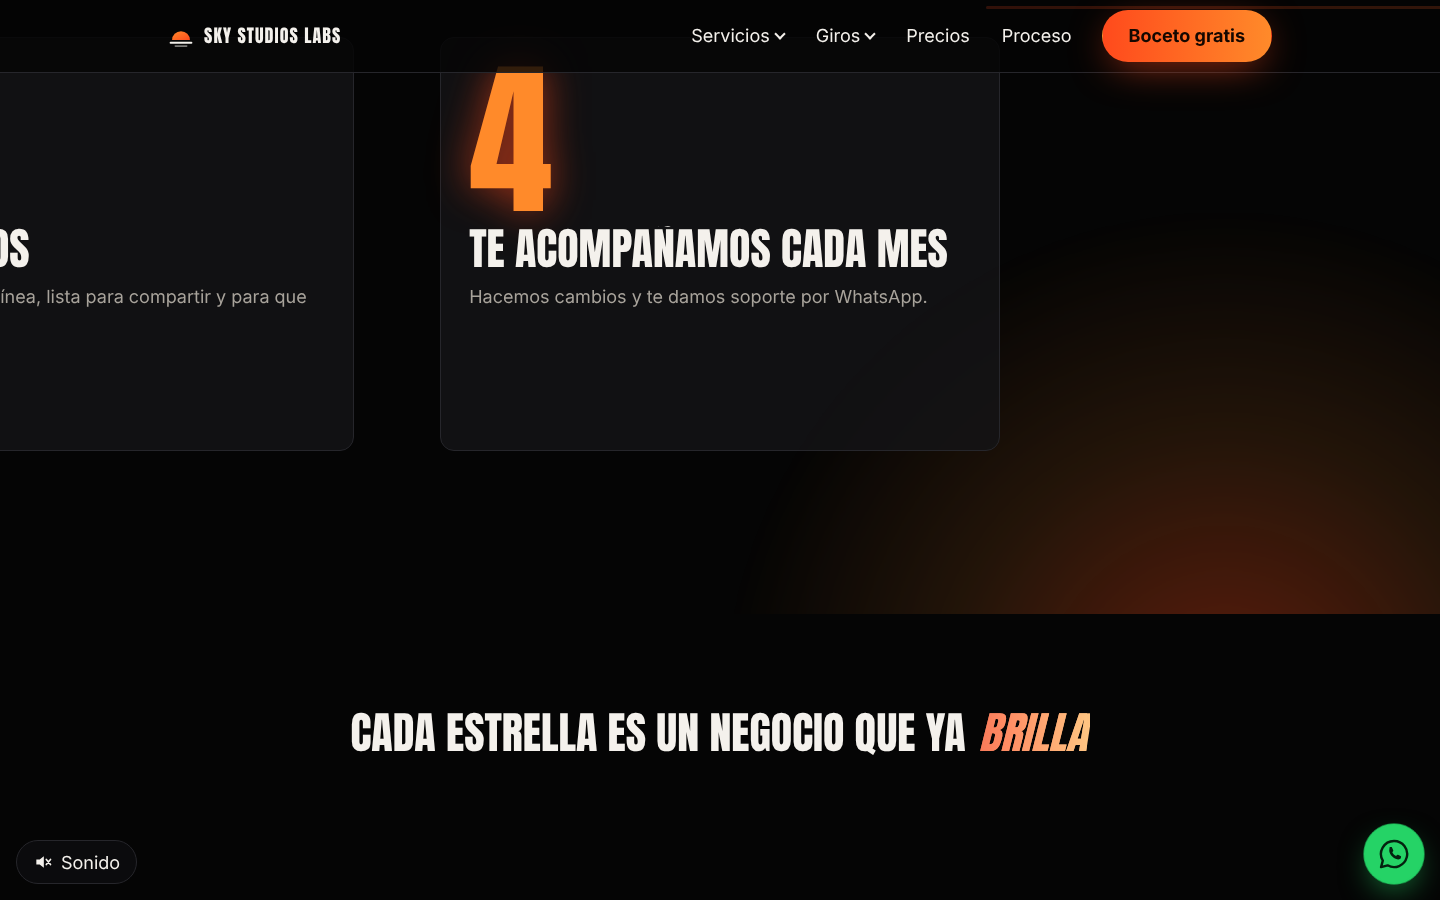 SKY STUDIOS LABS
Servicios
Giros
Precios
Proceso
Boceto gratis
4
OS
TE ACOMPAÑAMOS CADA MES
ínea, lista para compartir y para que
Hacemos cambios y te damos soporte por WhatsApp.
CADA ESTRELLA ES UN NEGOCIO QUE YA BRILLA
Sonido